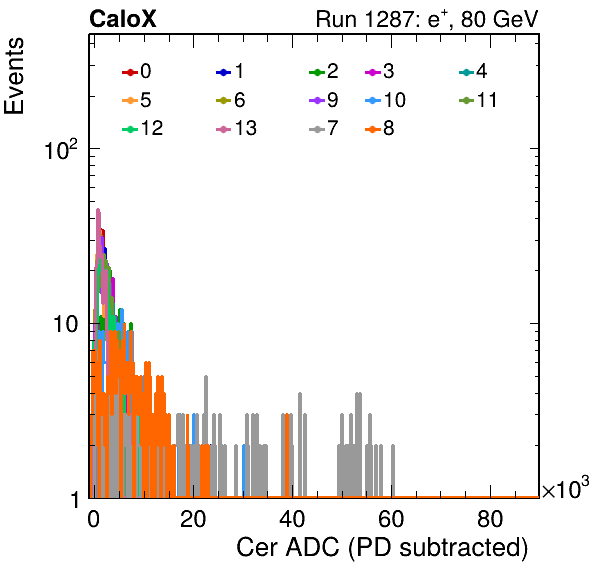 CaloX Run 1287: e⁺, 80 GeV
Events
0 1 2 3 4
5 6 9 10 11
12 13 7 8
10²
10
1
0 20 40 60 80 ×10³
Cer ADC (PD subtracted)